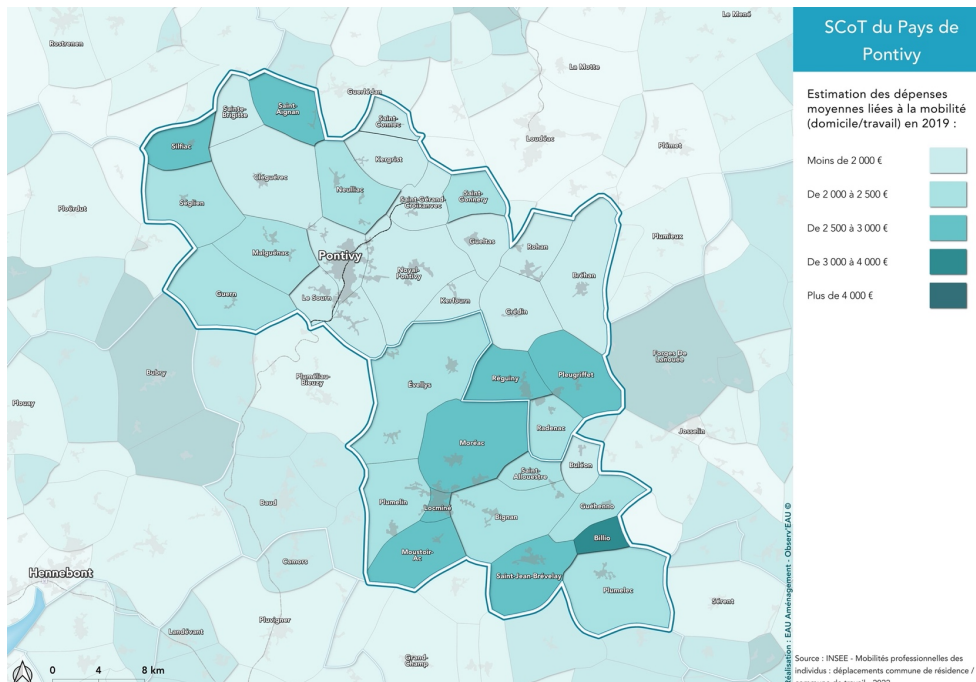 SCoT du Pays de
Pontivy
Estimation des dépenses
moyennes liées à la mobilité
(domicile/travail) en 2019 :
Moins de 2 000 €
De 2 000 à 2 500 €
De 2 500 à 3 000 €
De 3 000 à 4 000 €
Plus de 4 000 €
Le Mené
Rostrenen
La Motte
Guerlédan
Saint-
Aignan
Sainte-
Brigitte
Saint-
Connec
Loudéac
Plémet
Silfiac
Kergrist
Cléguérec
Neulliac
Saint-Gérand-
Croixanvec
Saint-
Gonnery
Ploërdut
Séglien
Plumieux
Gueltas
Rohan
Malguénac
Pontivy
Noyal-
Pontivy
Bréhan
Guern
Le Sourn
Kerfourn
Crédin
Forges De
Lanouée
Bubry
Pluméliau-
Bieuzy
Évellys
Réguiny
Pleugriffet
Plouay
Radenac
Josselin
Moréac
Buléon
Saint-
Allouestre
Baud
Plumelin
Locminé
Bignan
Guéhenno
Billio
Moustoir-
Ac
Camors
Saint-Jean-Brévelay
Plumelec
Hennebont
Sérent
Pluvigner
Landévant
Grand-
Champ
0 4 8 km
Réalisation : EAU Aménagement - Observ'EAU ©
Source : INSEE - Mobilités professionnelles des
individus : déplacements commune de résidence /
commune de travail - 2022